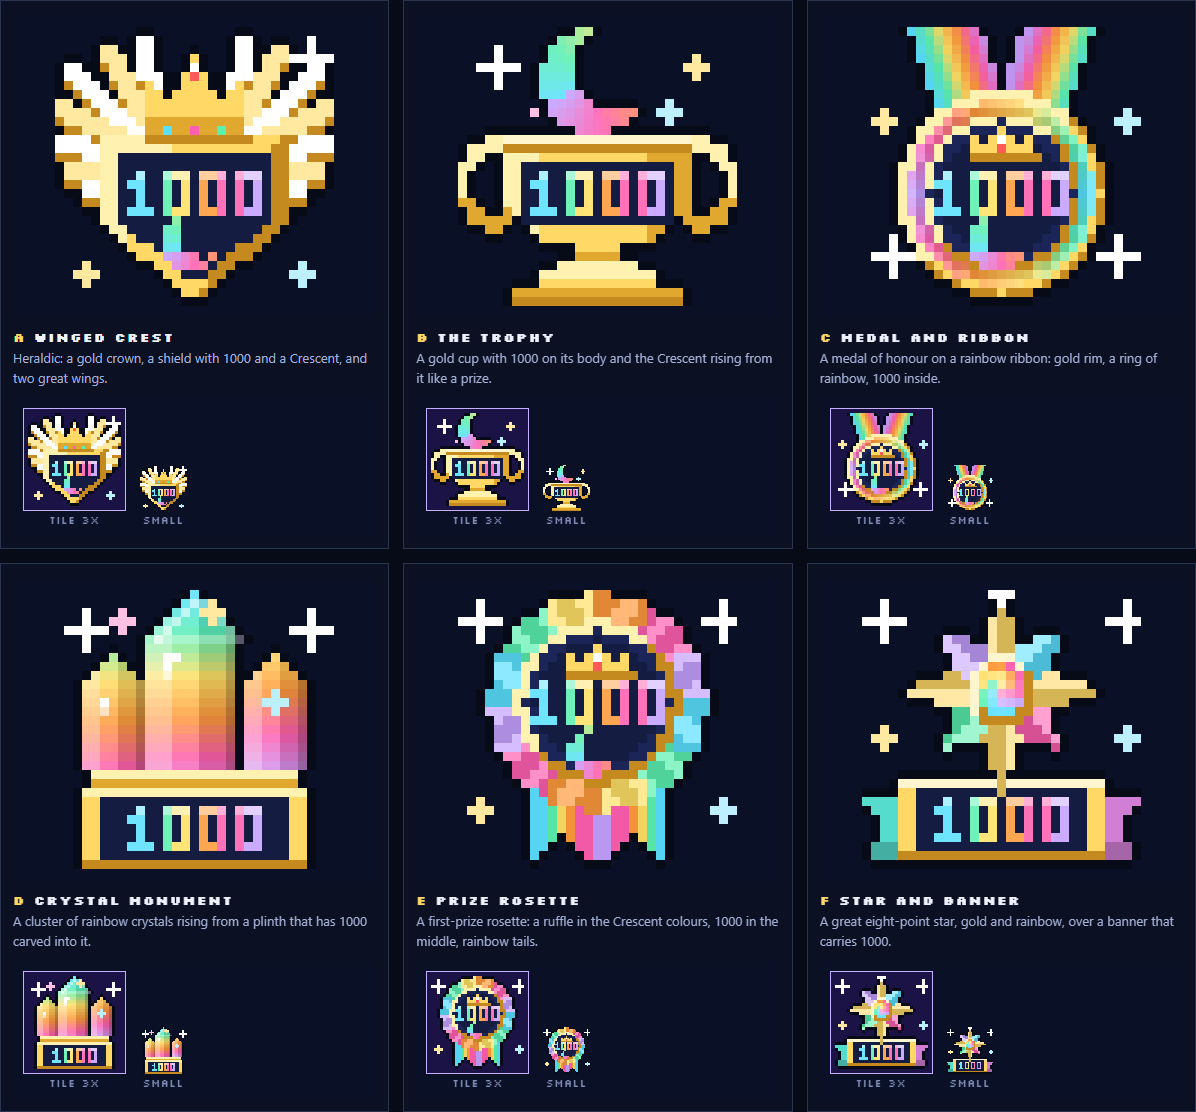 1000
1000
1000
A WINGED CREST
Heraldic: a gold crown, a shield with 1000 and a Crescent, and
two great wings.
B THE TROPHY
A gold cup with 1000 on its body and the Crescent rising from
it like a prize.
C MEDAL AND RIBBON
A medal of honour on a rainbow ribbon: gold rim, a ring of
rainbow, 1000 inside.
1000
1000
1000
1000
1000
1000
TILE 3X
SMALL
TILE 3X
SMALL
TILE 3X
SMALL
1000
1000
1000
D CRYSTAL MONUMENT
A cluster of rainbow crystals rising from a plinth that has 1000
carved into it.
E PRIZE ROSETTE
A first-prize rosette: a ruffle in the Crescent colours, 1000 in the
middle, rainbow tails.
F STAR AND BANNER
A great eight-point star, gold and rainbow, over a banner that
carries 1000.
1000
1000
1000
1000
1000
1000
TILE 3X
SMALL
TILE 3X
SMALL
TILE 3X
SMALL